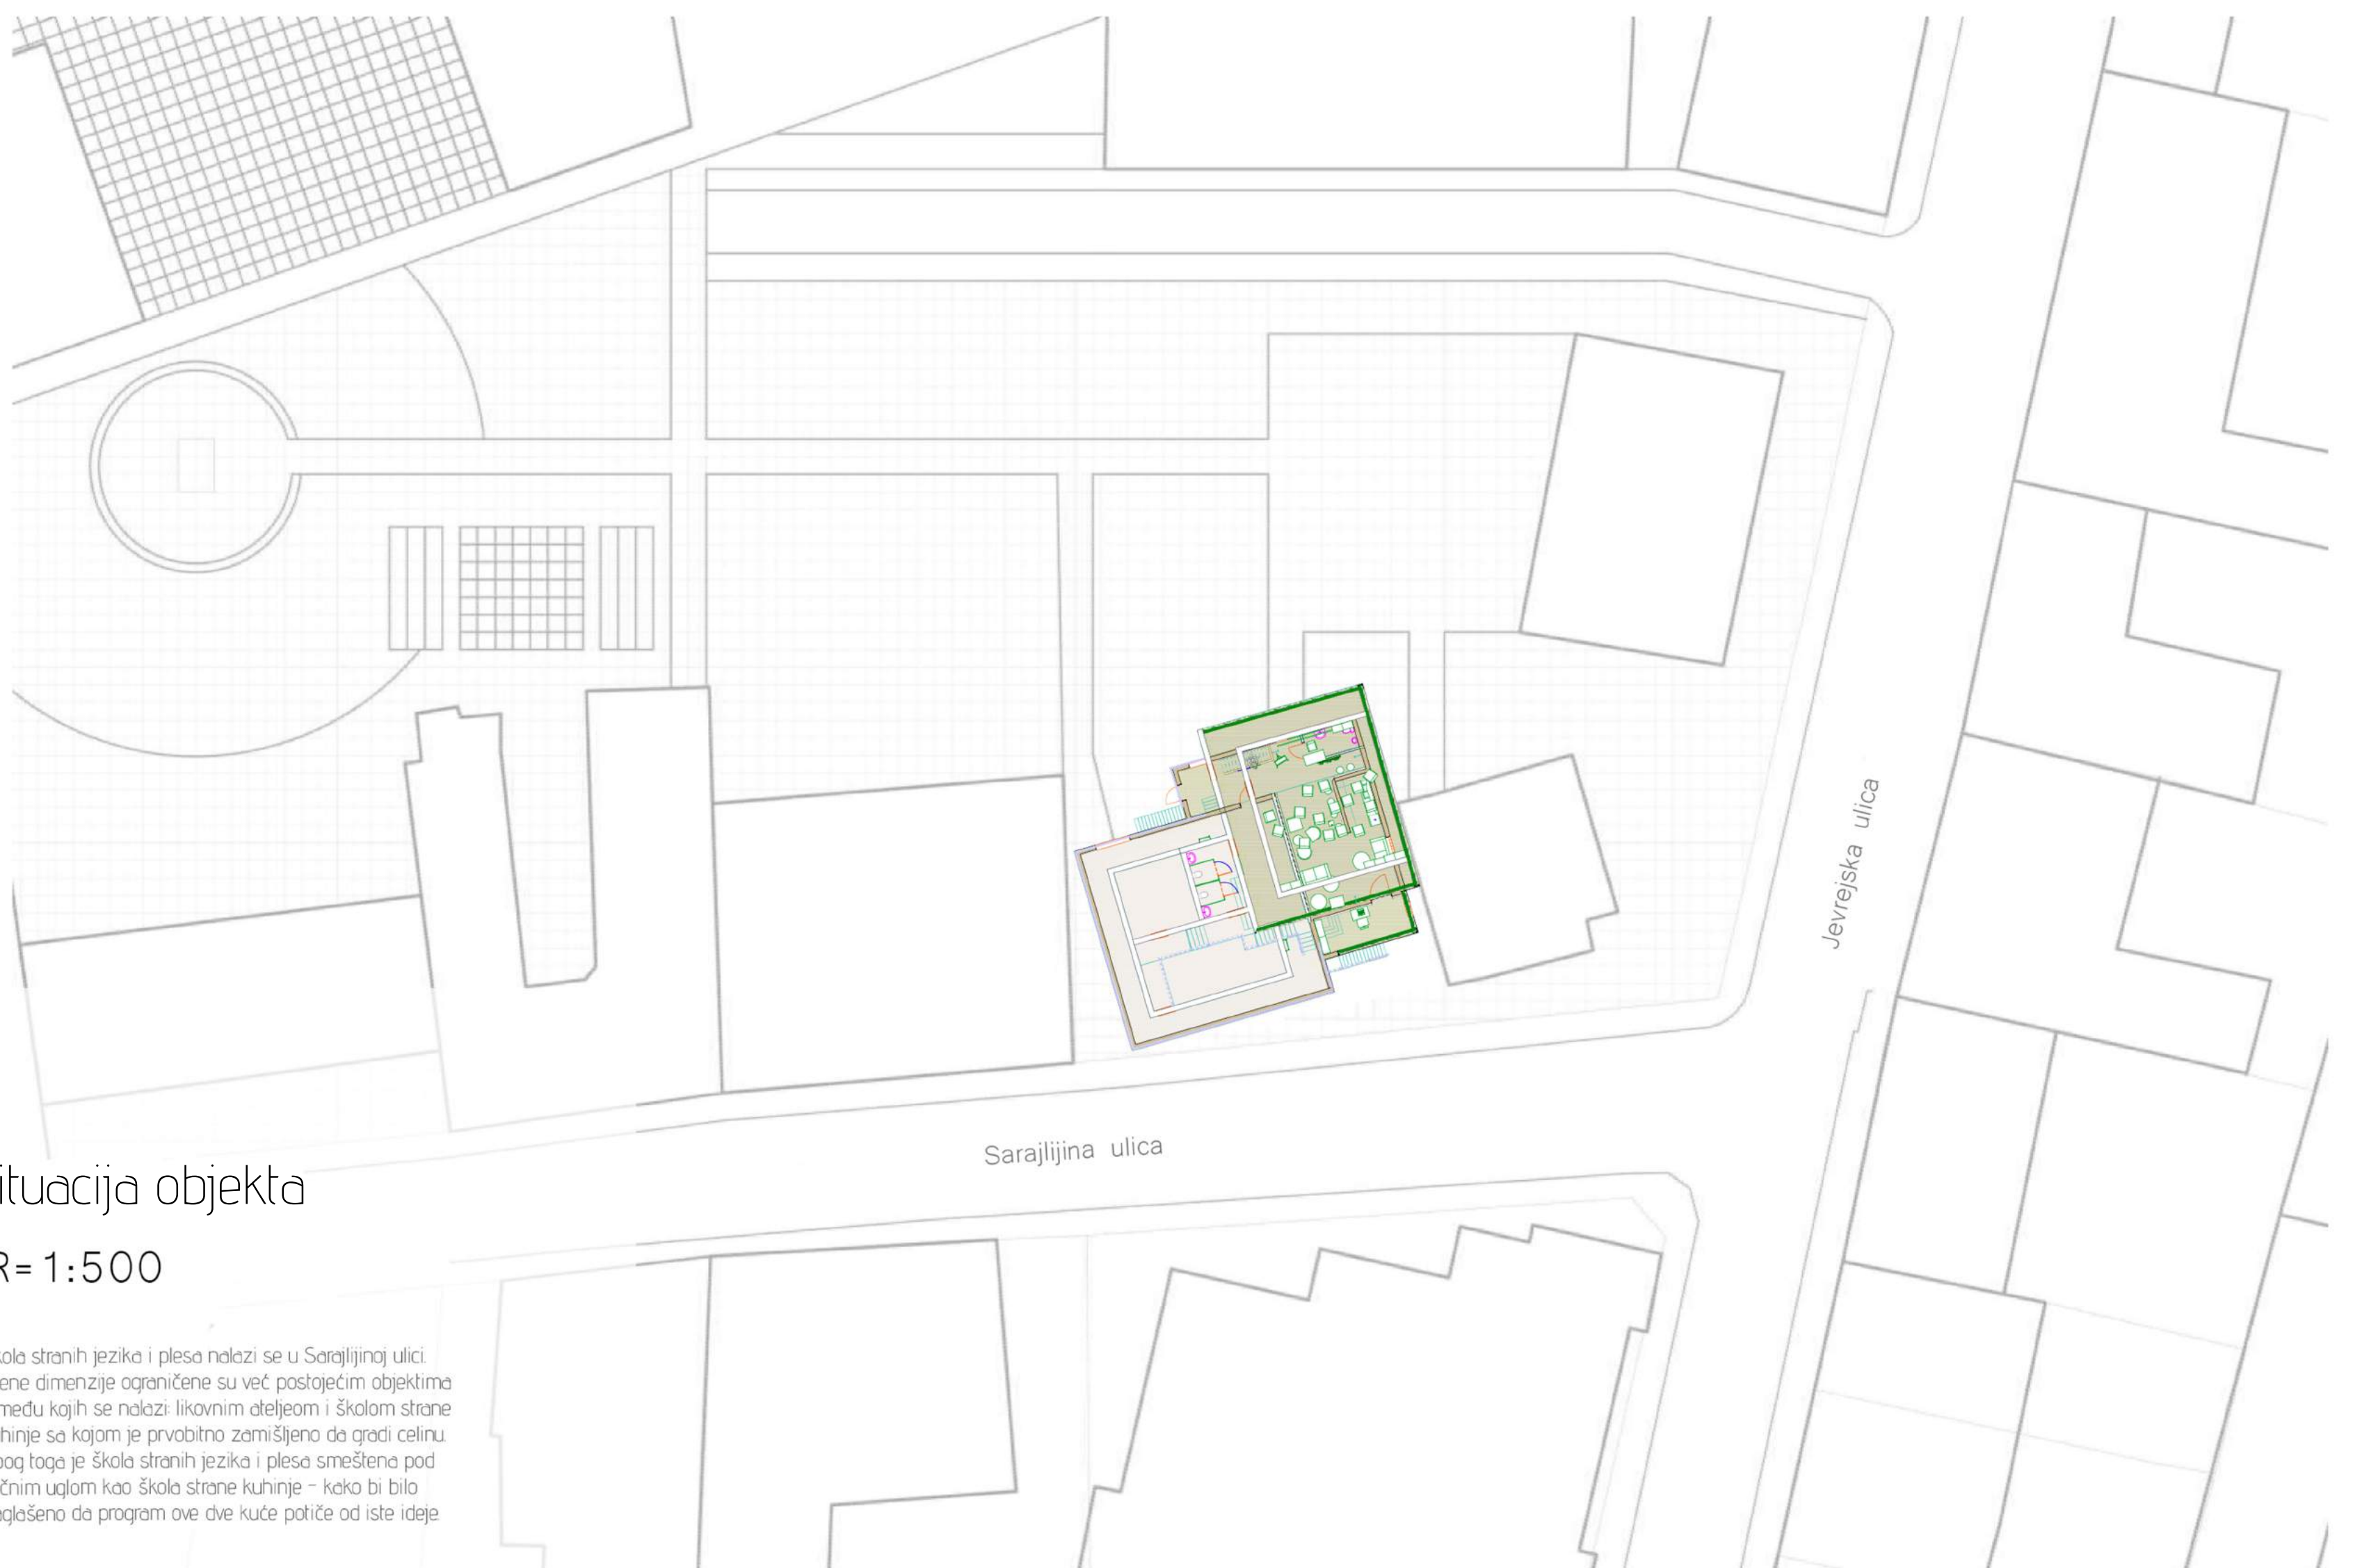 ituacija objekta
R= 1:500
kola stranih jezika i plesa nalazi se u Sarajlijinoj ulici.
ene dimenzije ograničene su već postojećim objektima
među kojih se nalazi: likovnim ateljeom i školom strane
hinje sa kojom je prvobitno zamišljeno da gradi celinu.
bog toga je škola stranih jezika i plesa smeštena pod
čnim uglom kao škola strane kuhinje - kako bi bilo
aglašeno da program ove dve kuće potiče od iste ideje.
Sarajlijina ulica
Jevrejska ulica